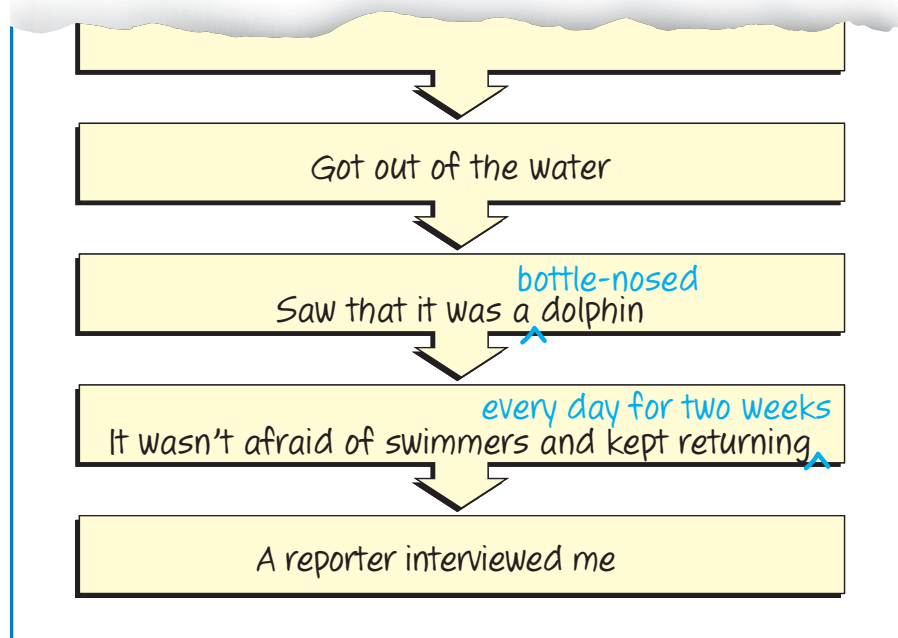 Got out of the water
bottle-nosed
Saw that it was a dolphin
every day for two weeks
It wasn't afraid of swimmers and kept returning
A reporter interviewed me